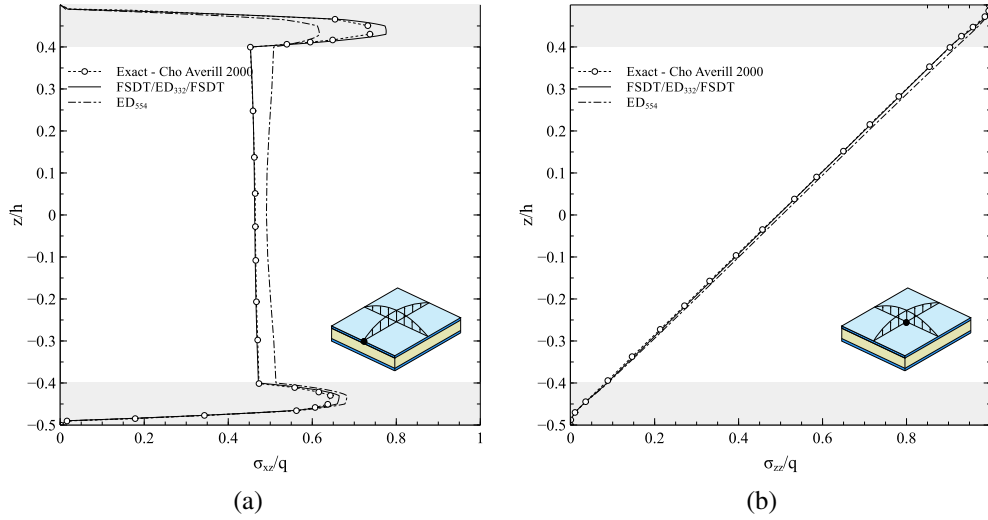 0.4
0.3
0.2
0.1
0
−0.1
−0.2
−0.3
−0.4
−0.5
z/h
Exact - Cho Averill 2000
FSDT/ED₃₃₂/FSDT
ED₅₅₄
0 0.2 0.4 0.6 0.8 1
σxz/q
(a)
0.4
0.3
0.2
0.1
0
−0.1
−0.2
−0.3
−0.4
−0.5
z/h
Exact - Cho Averill 2000
FSDT/ED₃₃₂/FSDT
ED₅₅₄
0 0.2 0.4 0.6 0.8
σzz/q
(b)